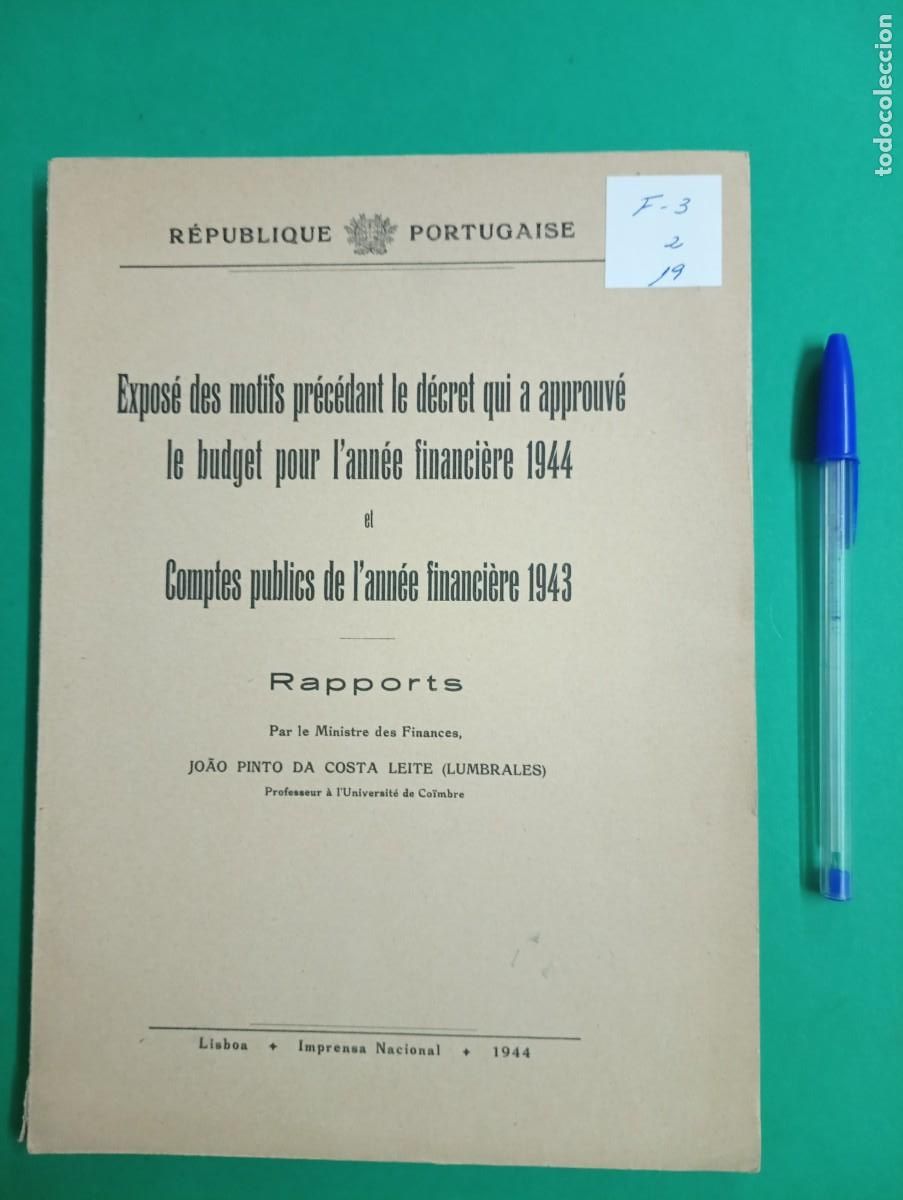 RÉPUBLIQUE PORTUGAISE
F-3
2
19
Exposé des motifs précédant le décret qui a approuvé
le budget pour l'année financière 1944
et
Comptes publics de l'année financière 1943
Rapports
Par le Ministre des Finances,
JOÃO PINTO DA COSTA LEITE (LUMBRALES)
Professeur à l'Université de Coïmbre
Lisboa + Imprensa Nacional + 1944
todocoleccion